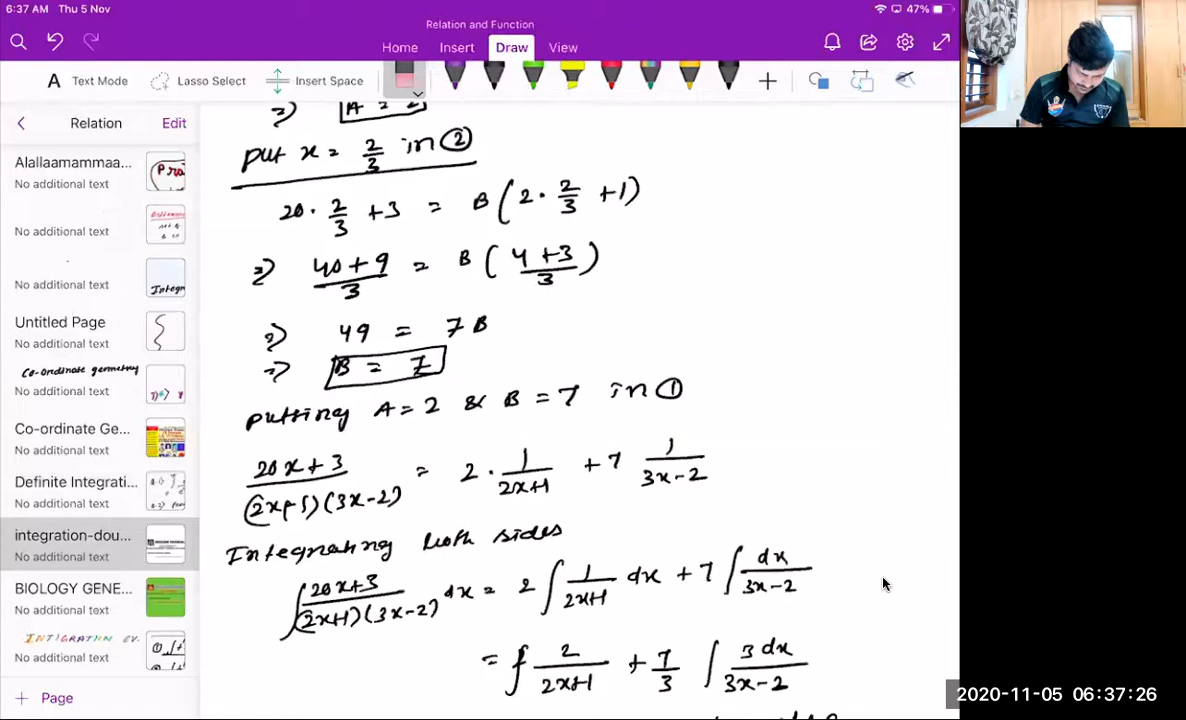 6:37 AM Thu 5 Nov
47%
Relation and Function
Home Insert Draw View
Text Mode Lasso Select Insert Space
Relation Edit
Alallaamammaa...
No additional text
No additional text
No additional text
Untitled Page
No additional text
Co-ordinate geometry
No additional text
Co-ordinate Ge...
No additional text
Definite Integrati...
No additional text
integration-dou...
No additional text
BIOLOGY GENE...
No additional text
INTIGRATION EV.
No additional text
+ Page
⇒ A = 2
put x = 2/3 in ②
20 · 2/3 + 3 = B(2 · 2/3 + 1)
⇒ (40 + 9)/3 = B((4 + 3)/3)
⇒ 49 = 7B
⇒ B = 7
putting A = 2 & B = 7 in ①
(20x + 3)/((2x+1)(3x-2)) = 2 · 1/(2x+1) + 7 1/(3x-2)
Integrating both sides
∫ (20x+3)/((2x+1)(3x-2)) dx = 2 ∫ 1/(2x+1) dx + 7 ∫ dx/(3x-2)
= ∫ 2/(2x+1) + 7/3 ∫ 3dx/(3x-2)
2020-11-05 06:37:26